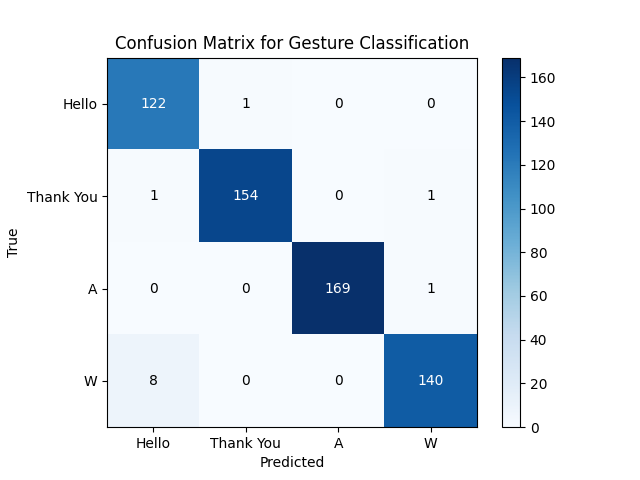 Confusion Matrix for Gesture Classification
Hello 122 1 0 0
Thank You 1 154 0 1
A 0 0 169 1
W 8 0 0 140
Hello Thank You A W
Predicted
True
160
140
120
100
80
60
40
20
0